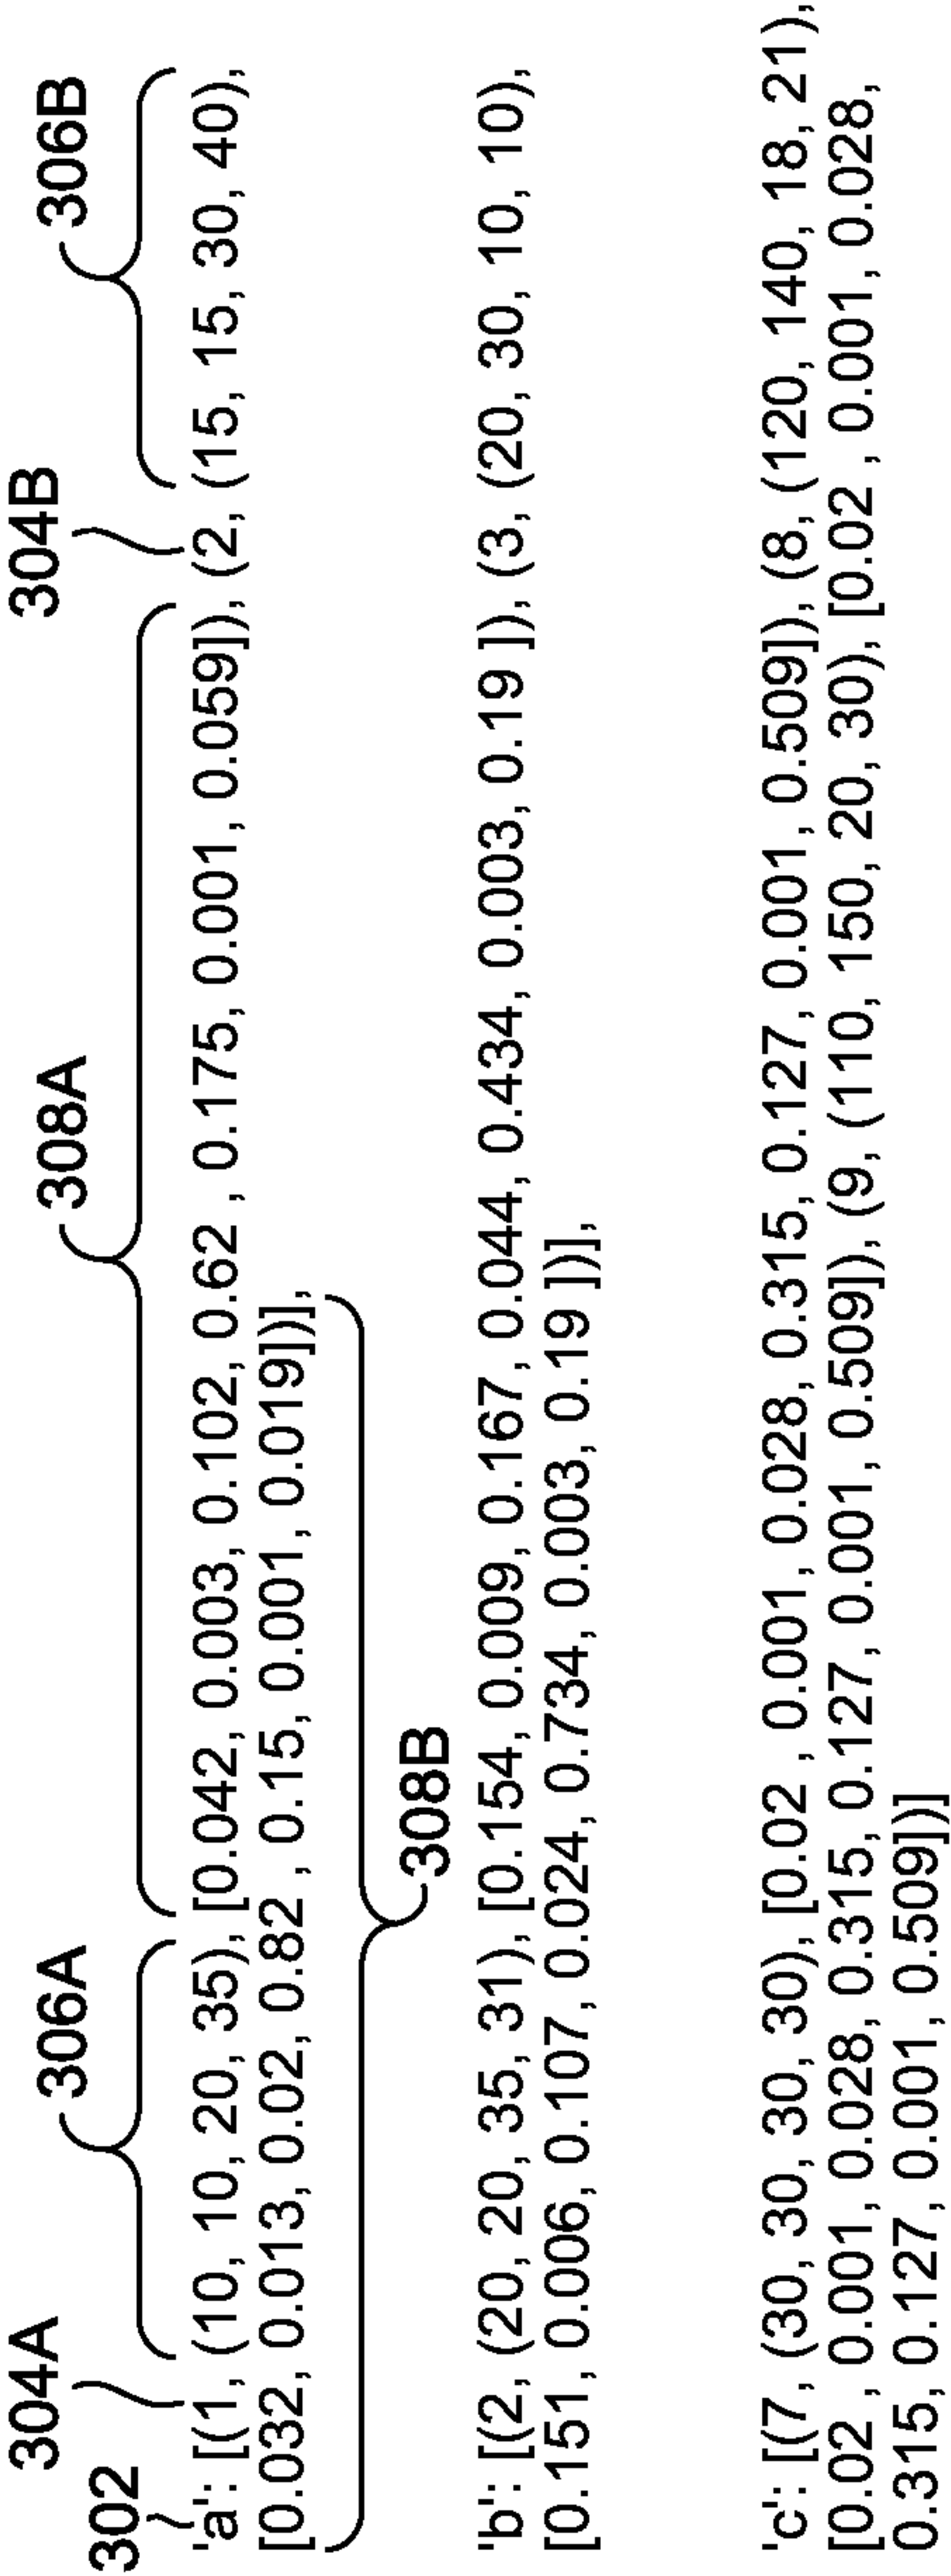 304A 304B
302 306A 308A 306B
'a': [(1, (10, 10, 20, 35), [0.042, 0.003, 0.102, 0.62 , 0.175, 0.001, 0.059]), (2, (15, 15, 30, 40),
[0.032, 0.013, 0.02, 0.82 , 0.15, 0.001, 0.019])],
308B
'b': [(2, (20, 20, 35, 31), [0.154, 0.009, 0.167, 0.044, 0.434, 0.003, 0.19 ]), (3, (20, 30, 10, 10),
[0.151, 0.006, 0.107, 0.024, 0.734, 0.003, 0.19 ])],
'c': [(7, (30, 30, 30, 30), [0.02 , 0.001, 0.028, 0.315, 0.127, 0.001, 0.509]), (8, (120, 140, 18, 21),
[0.02 , 0.001, 0.028, 0.315, 0.127, 0.001, 0.509]), (9, (110, 150, 20, 30), [0.02 , 0.001, 0.028,
0.315, 0.127, 0.001, 0.509])]